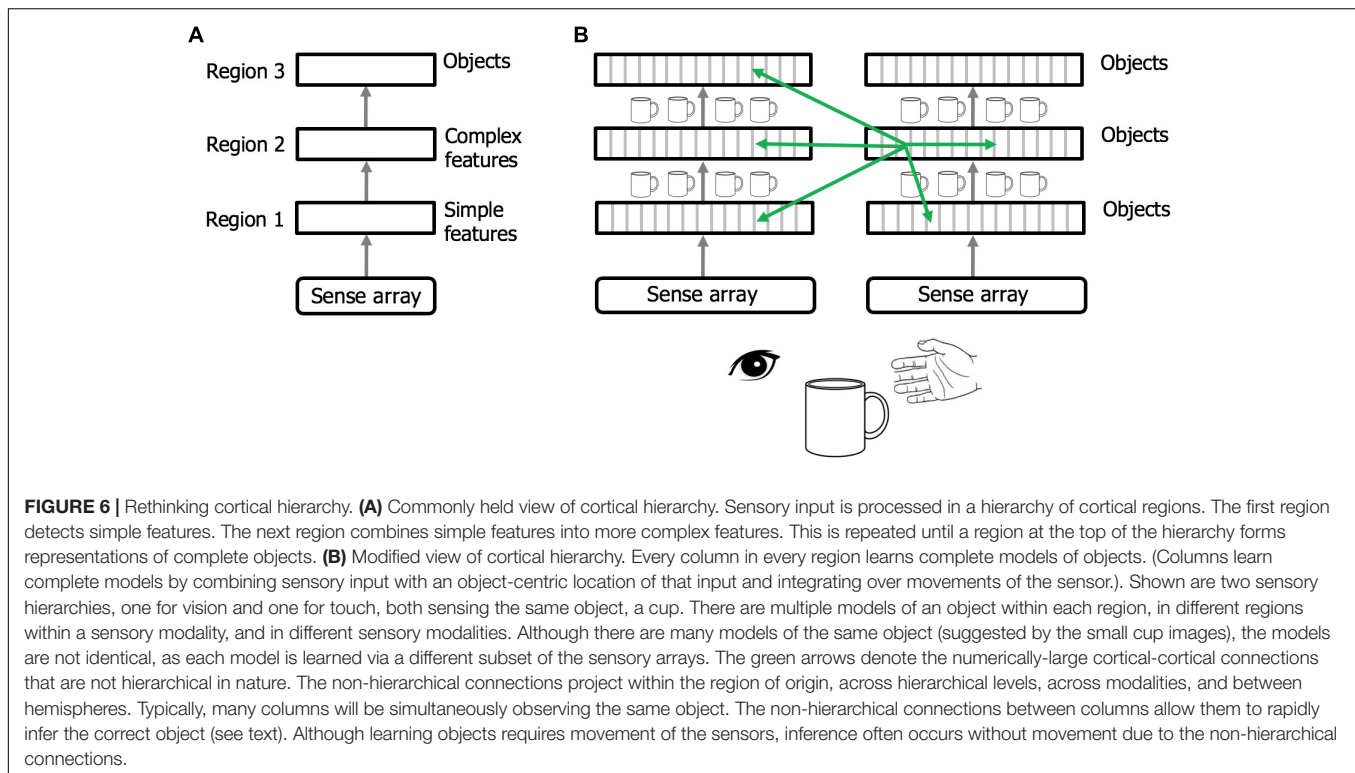 A
B
Region 3
Objects
Objects
Region 2
Complex
features
Objects
Region 1
Simple
features
Objects
Sense array
Sense array
Sense array
FIGURE 6 | Rethinking cortical hierarchy. (A) Commonly held view of cortical hierarchy. Sensory input is processed in a hierarchy of cortical regions. The first region
detects simple features. The next region combines simple features into more complex features. This is repeated until a region at the top of the hierarchy forms
representations of complete objects. (B) Modified view of cortical hierarchy. Every column in every region learns complete models of objects. (Columns learn
complete models by combining sensory input with an object-centric location of that input and integrating over movements of the sensor.). Shown are two sensory
hierarchies, one for vision and one for touch, both sensing the same object, a cup. There are multiple models of an object within each region, in different regions
within a sensory modality, and in different sensory modalities. Although there are many models of the same object (suggested by the small cup images), the models
are not identical, as each model is learned via a different subset of the sensory arrays. The green arrows denote the numerically-large cortical-cortical connections
that are not hierarchical in nature. The non-hierarchical connections project within the region of origin, across hierarchical levels, across modalities, and between
hemispheres. Typically, many columns will be simultaneously observing the same object. The non-hierarchical connections between columns allow them to rapidly
infer the correct object (see text). Although learning objects requires movement of the sensors, inference often occurs without movement due to the non-hierarchical
connections.